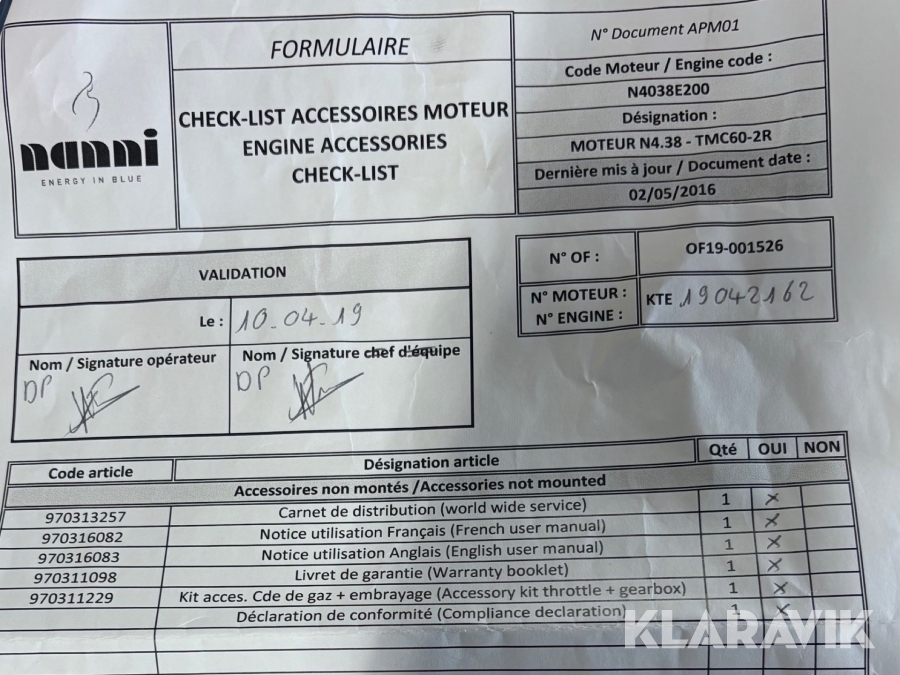 nanni
ENERGY IN BLUE
FORMULAIRE
CHECK-LIST ACCESSOIRES MOTEUR
ENGINE ACCESSORIES
CHECK-LIST
N° Document APM01
Code Moteur / Engine code :
N4038E200
Désignation :
MOTEUR N4.38 - TMC60-2R
Dernière mis à jour / Document date :
02/05/2016
N° OF : OF19-001526
N° MOTEUR :
N° ENGINE :
KTE 19042162
VALIDATION
Le : 10-04-19
Nom / Signature opérateur
DP
Nom / Signature chef d'équipe
DP
Code article Désignation article Qté OUI NON
Accessoires non montés /Accessories not mounted
970313257 Carnet de distribution (world wide service) 1 x
970316082 Notice utilisation Français (French user manual) 1 x
970316083 Notice utilisation Anglais (English user manual) 1 x
970311098 Livret de garantie (Warranty booklet) 1 x
970311229 Kit acces. Cde de gaz + embrayage (Accessory kit throttle + gearbox) 1 x
Déclaration de conformité (Compliance declaration) 1 x
KLARAVIK